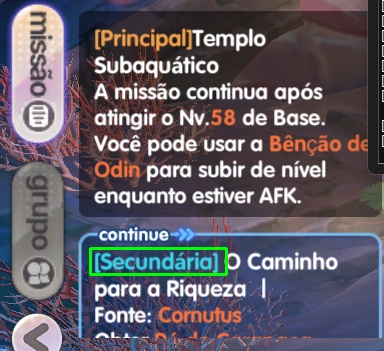 missão
grupo
[Principal]Templo
Subaquático
A missão continua após
atingir o Nv.58 de Base.
Você pode usar a Bênção de
Odin para subir de nível
enquanto estiver AFK.
continue
[Secundária] O Caminho
para a Riqueza |
Fonte: Cornutus